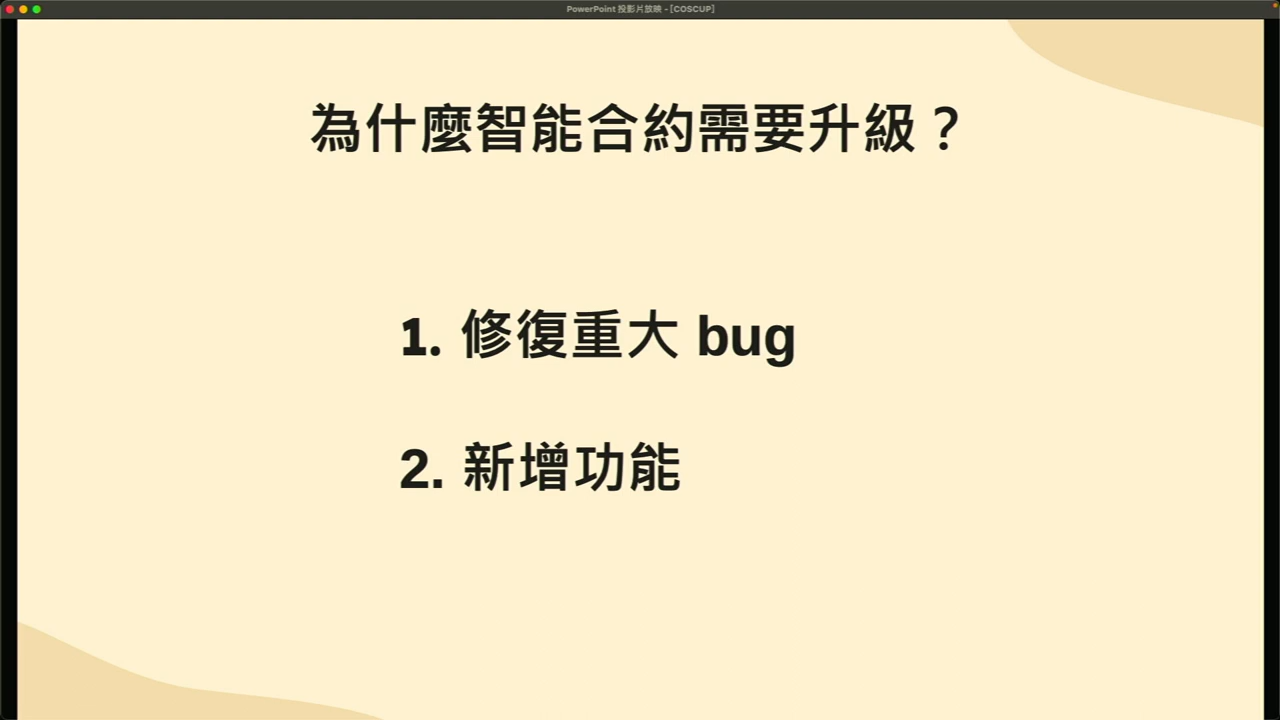 PowerPoint 投影片放映 - [COSCUP]
為什麼智能合約需要升級？
1. 修復重大 bug
2. 新增功能